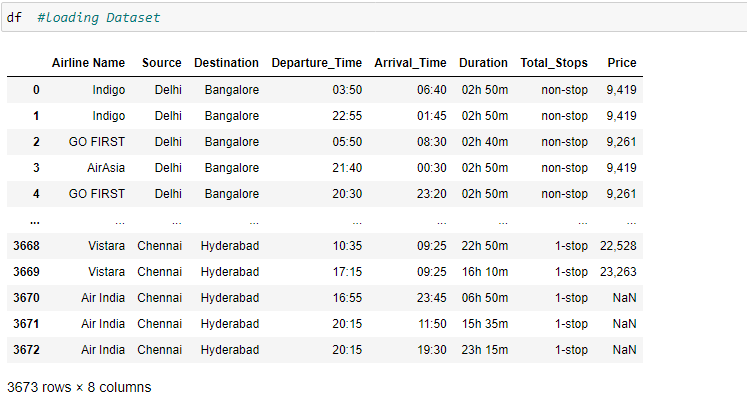 df #loading Dataset
Airline Name Source Destination Departure_Time Arrival_Time Duration Total_Stops Price
0 Indigo Delhi Bangalore 03:50 06:40 02h 50m non-stop 9,419
1 Indigo Delhi Bangalore 22:55 01:45 02h 50m non-stop 9,419
2 GO FIRST Delhi Bangalore 05:50 08:30 02h 40m non-stop 9,261
3 AirAsia Delhi Bangalore 21:40 00:30 02h 50m non-stop 9,419
4 GO FIRST Delhi Bangalore 20:30 23:20 02h 50m non-stop 9,261
... ... ... ... ... ... ... ... ...
3668 Vistara Chennai Hyderabad 10:35 09:25 22h 50m 1-stop 22,528
3669 Vistara Chennai Hyderabad 17:15 09:25 16h 10m 1-stop 23,263
3670 Air India Chennai Hyderabad 16:55 23:45 06h 50m 1-stop NaN
3671 Air India Chennai Hyderabad 20:15 11:50 15h 35m 1-stop NaN
3672 Air India Chennai Hyderabad 20:15 19:30 23h 15m 1-stop NaN
3673 rows × 8 columns